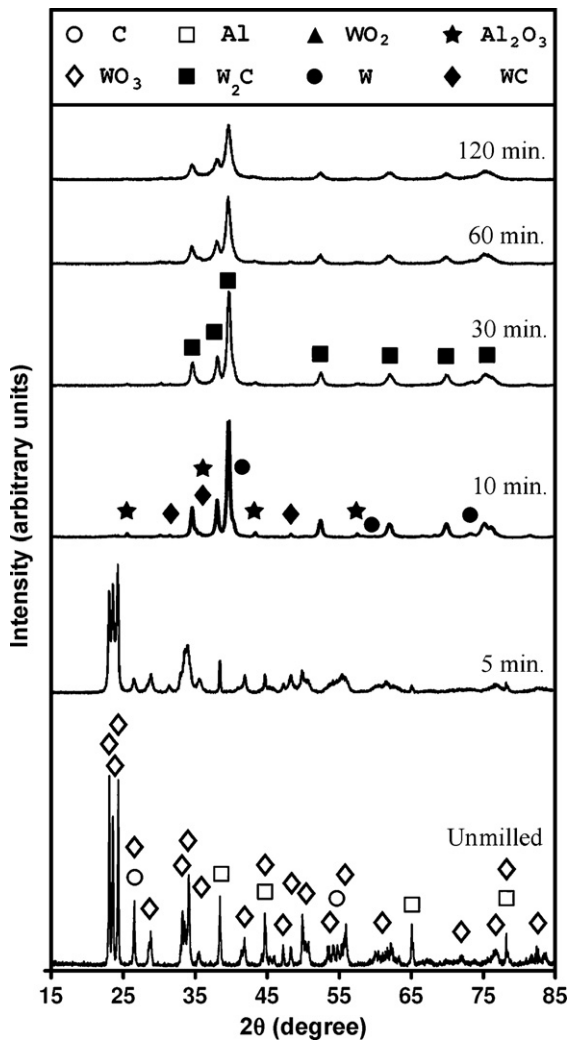 C Al WO₂ Al₂O₃
WO₃ W₂C W WC
120 min.
60 min.
30 min.
10 min.
5 min.
Unmilled
Intensity (arbitrary units)
15 25 35 45 55 65 75 85
2θ (degree)